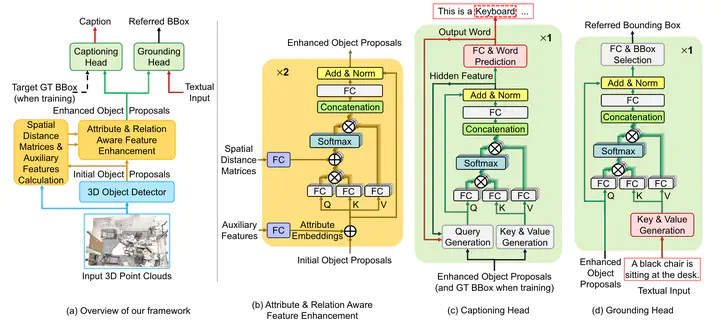 Caption
Referred BBox
Captioning
Head
Grounding
Head
Target GT BBox
(when training)
Textual
Input
Enhanced Object Proposals
Spatial
Distance
Matrices &
Auxiliary
Features
Calculation
Attribute & Relation
Aware Feature
Enhancement
Initial Object Proposals
3D Object Detector
Input 3D Point Clouds
(a) Overview of our framework
Enhanced Object Proposals
×2
Add & Norm
FC
Concatenation
Softmax
Spatial
Distance
Matrices
FC
FC
FC
FC
Q
K
V
Auxiliary
Features
FC
Attribute
Embeddings
Initial Object Proposals
(b) Attribute & Relation Aware
Feature Enhancement
This is a Keyboard ...
Output Word
×1
FC & Word
Prediction
Hidden Feature
Add & Norm
FC
Concatenation
Softmax
FC
FC
FC
Q
K
V
Query
Generation
Key & Value
Generation
Enhanced Object Proposals
(and GT BBox when training)
(c) Captioning Head
Referred Bounding Box
FC & BBox
Selection
×1
Add & Norm
FC
Concatenation
Softmax
FC
FC
FC
Q
K
V
Key & Value
Generation
Enhanced
Object
Proposals
A black chair is
sitting at the desk.
Textual Input
(d) Grounding Head